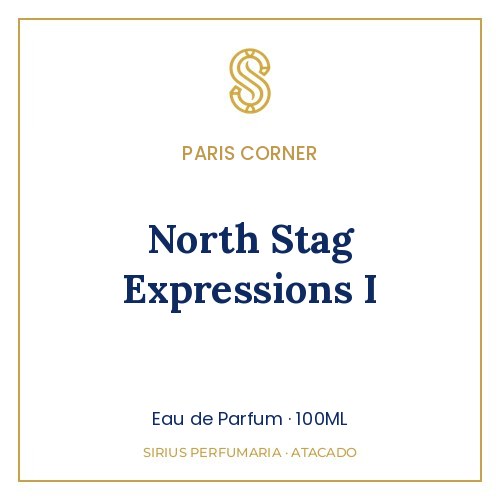 PARIS CORNER
North Stag
Expressions I
Eau de Parfum · 100ML
SIRIUS PERFUMARIA · ATACADO